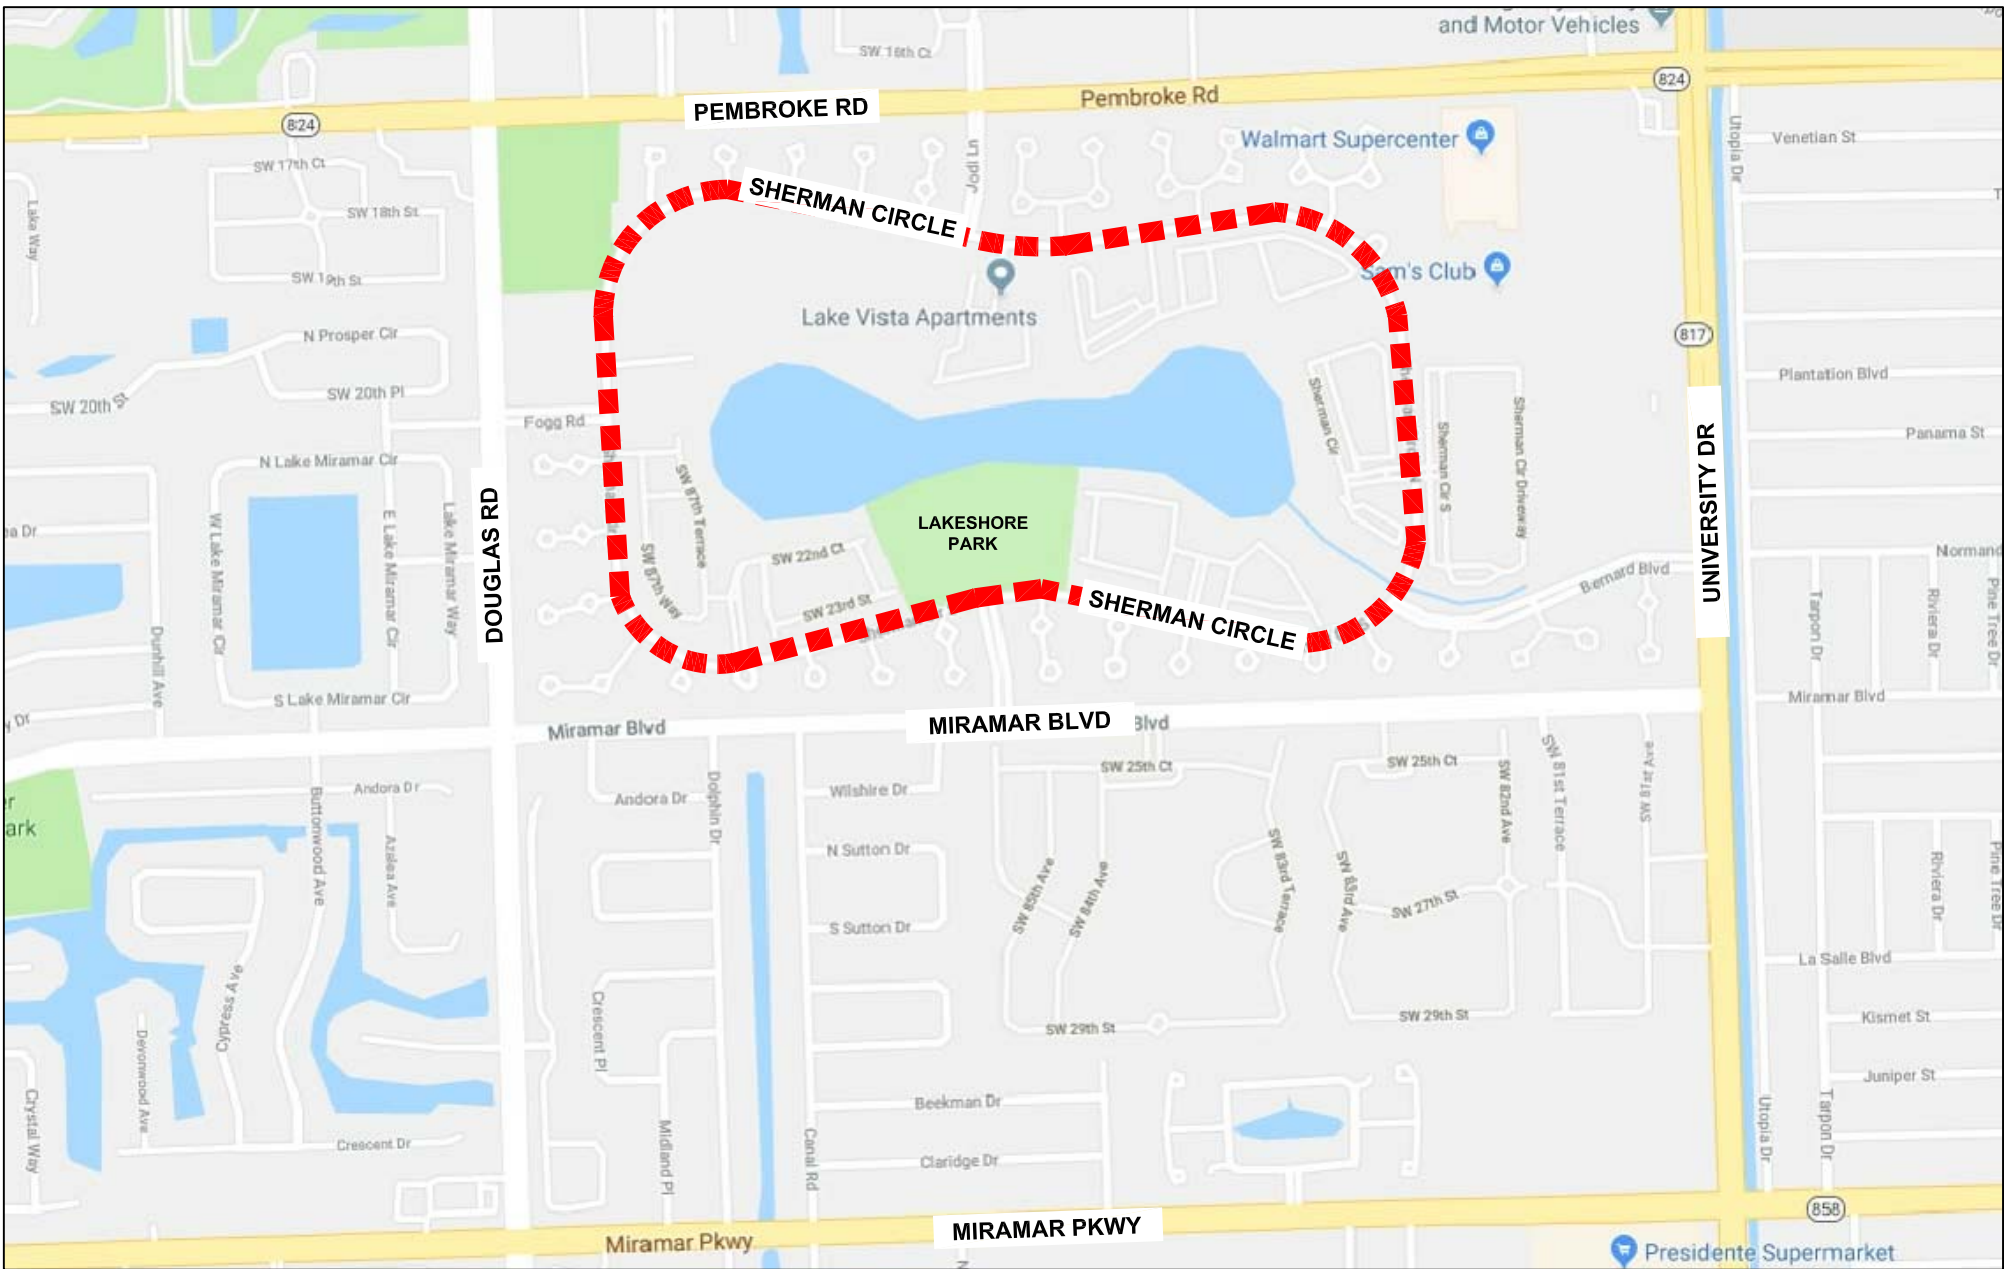 and Motor Vehicles
SW 16th Ct
824
Pembroke Rd
PEMBROKE RD
824
Walmart Supercenter
Venetian St
Utopia Dr
SW 17th Ct
Jodi Ln
SHERMAN CIRCLE
Lake Way
SW 18th St
SW 19th St
Sam's Club
Lake Vista Apartments
N Prosper Cir
817
SW 20th Pl
SW 20th St
Plantation Blvd
Fogg Rd
Sherman Cir
Sherman Cir S
Sherman Cir Driveway
Panama St
UNIVERSITY DR
N Lake Miramar Cir
SW 87th Terrace
DOUGLAS RD
LAKESHORE
PARK
W Lake Miramar Cir
E Lake Miramar Cir
Lake Miramar Way
ea Dr
SW 22nd Ct
SW 87th Way
SW 23rd St
SHERMAN CIRCLE
Bernard Blvd
Normand
Tarpon Dr
Riviera Dr
Pine Tree Dr
Dunhill Ave
S Lake Miramar Cir
Miramar Blvd
y Dr
Miramar Blvd
MIRAMAR BLVD
Blvd
SW 25th Ct
SW 25th Ct
SW 82nd Ave
SW 81st Terrace
SW 81st Ave
er
ark
Andora Dr
Buttonwood Ave
Azalea Ave
Andora Dr
Dolphin Dr
Wilshire Dr
N Sutton Dr
S Sutton Dr
SW 85th Ave
SW 84th Ave
SW 83rd Terrace
SW 83rd Ave
SW 27th St
Riviera Dr
Pine Tree Dr
La Salle Blvd
Cypress Ave
Devonwood Ave
Crescent Pl
SW 29th St
SW 29th St
Kismet St
Juniper St
Crystal Way
Crescent Dr
Midland Pl
Canal Rd
Beekman Dr
Claridge Dr
Utopia Dr
Tarpon Dr
858
Miramar Pkwy
MIRAMAR PKWY
Presidente Supermarket